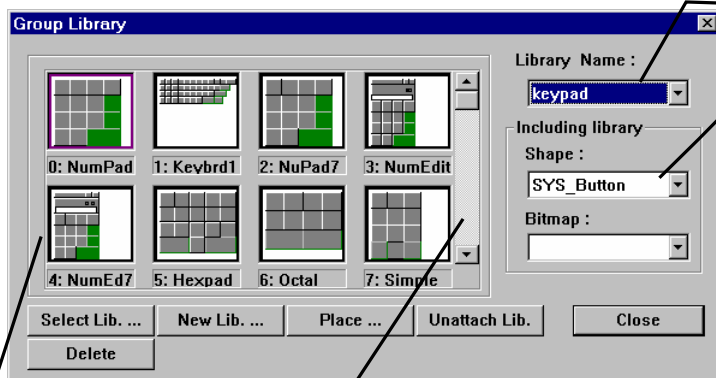 Group Library
Library Name :
keypad
Including library
Shape :
SYS_Button
Bitmap :
0: NumPad
1: Keybrd1
2: NuPad7
3: NumEdit
4: NumEd7
5: Hexpad
6: Octal
7: Simple
Select Lib. ...
New Lib. ...
Place ...
Unattach Lib.
Close
Delete